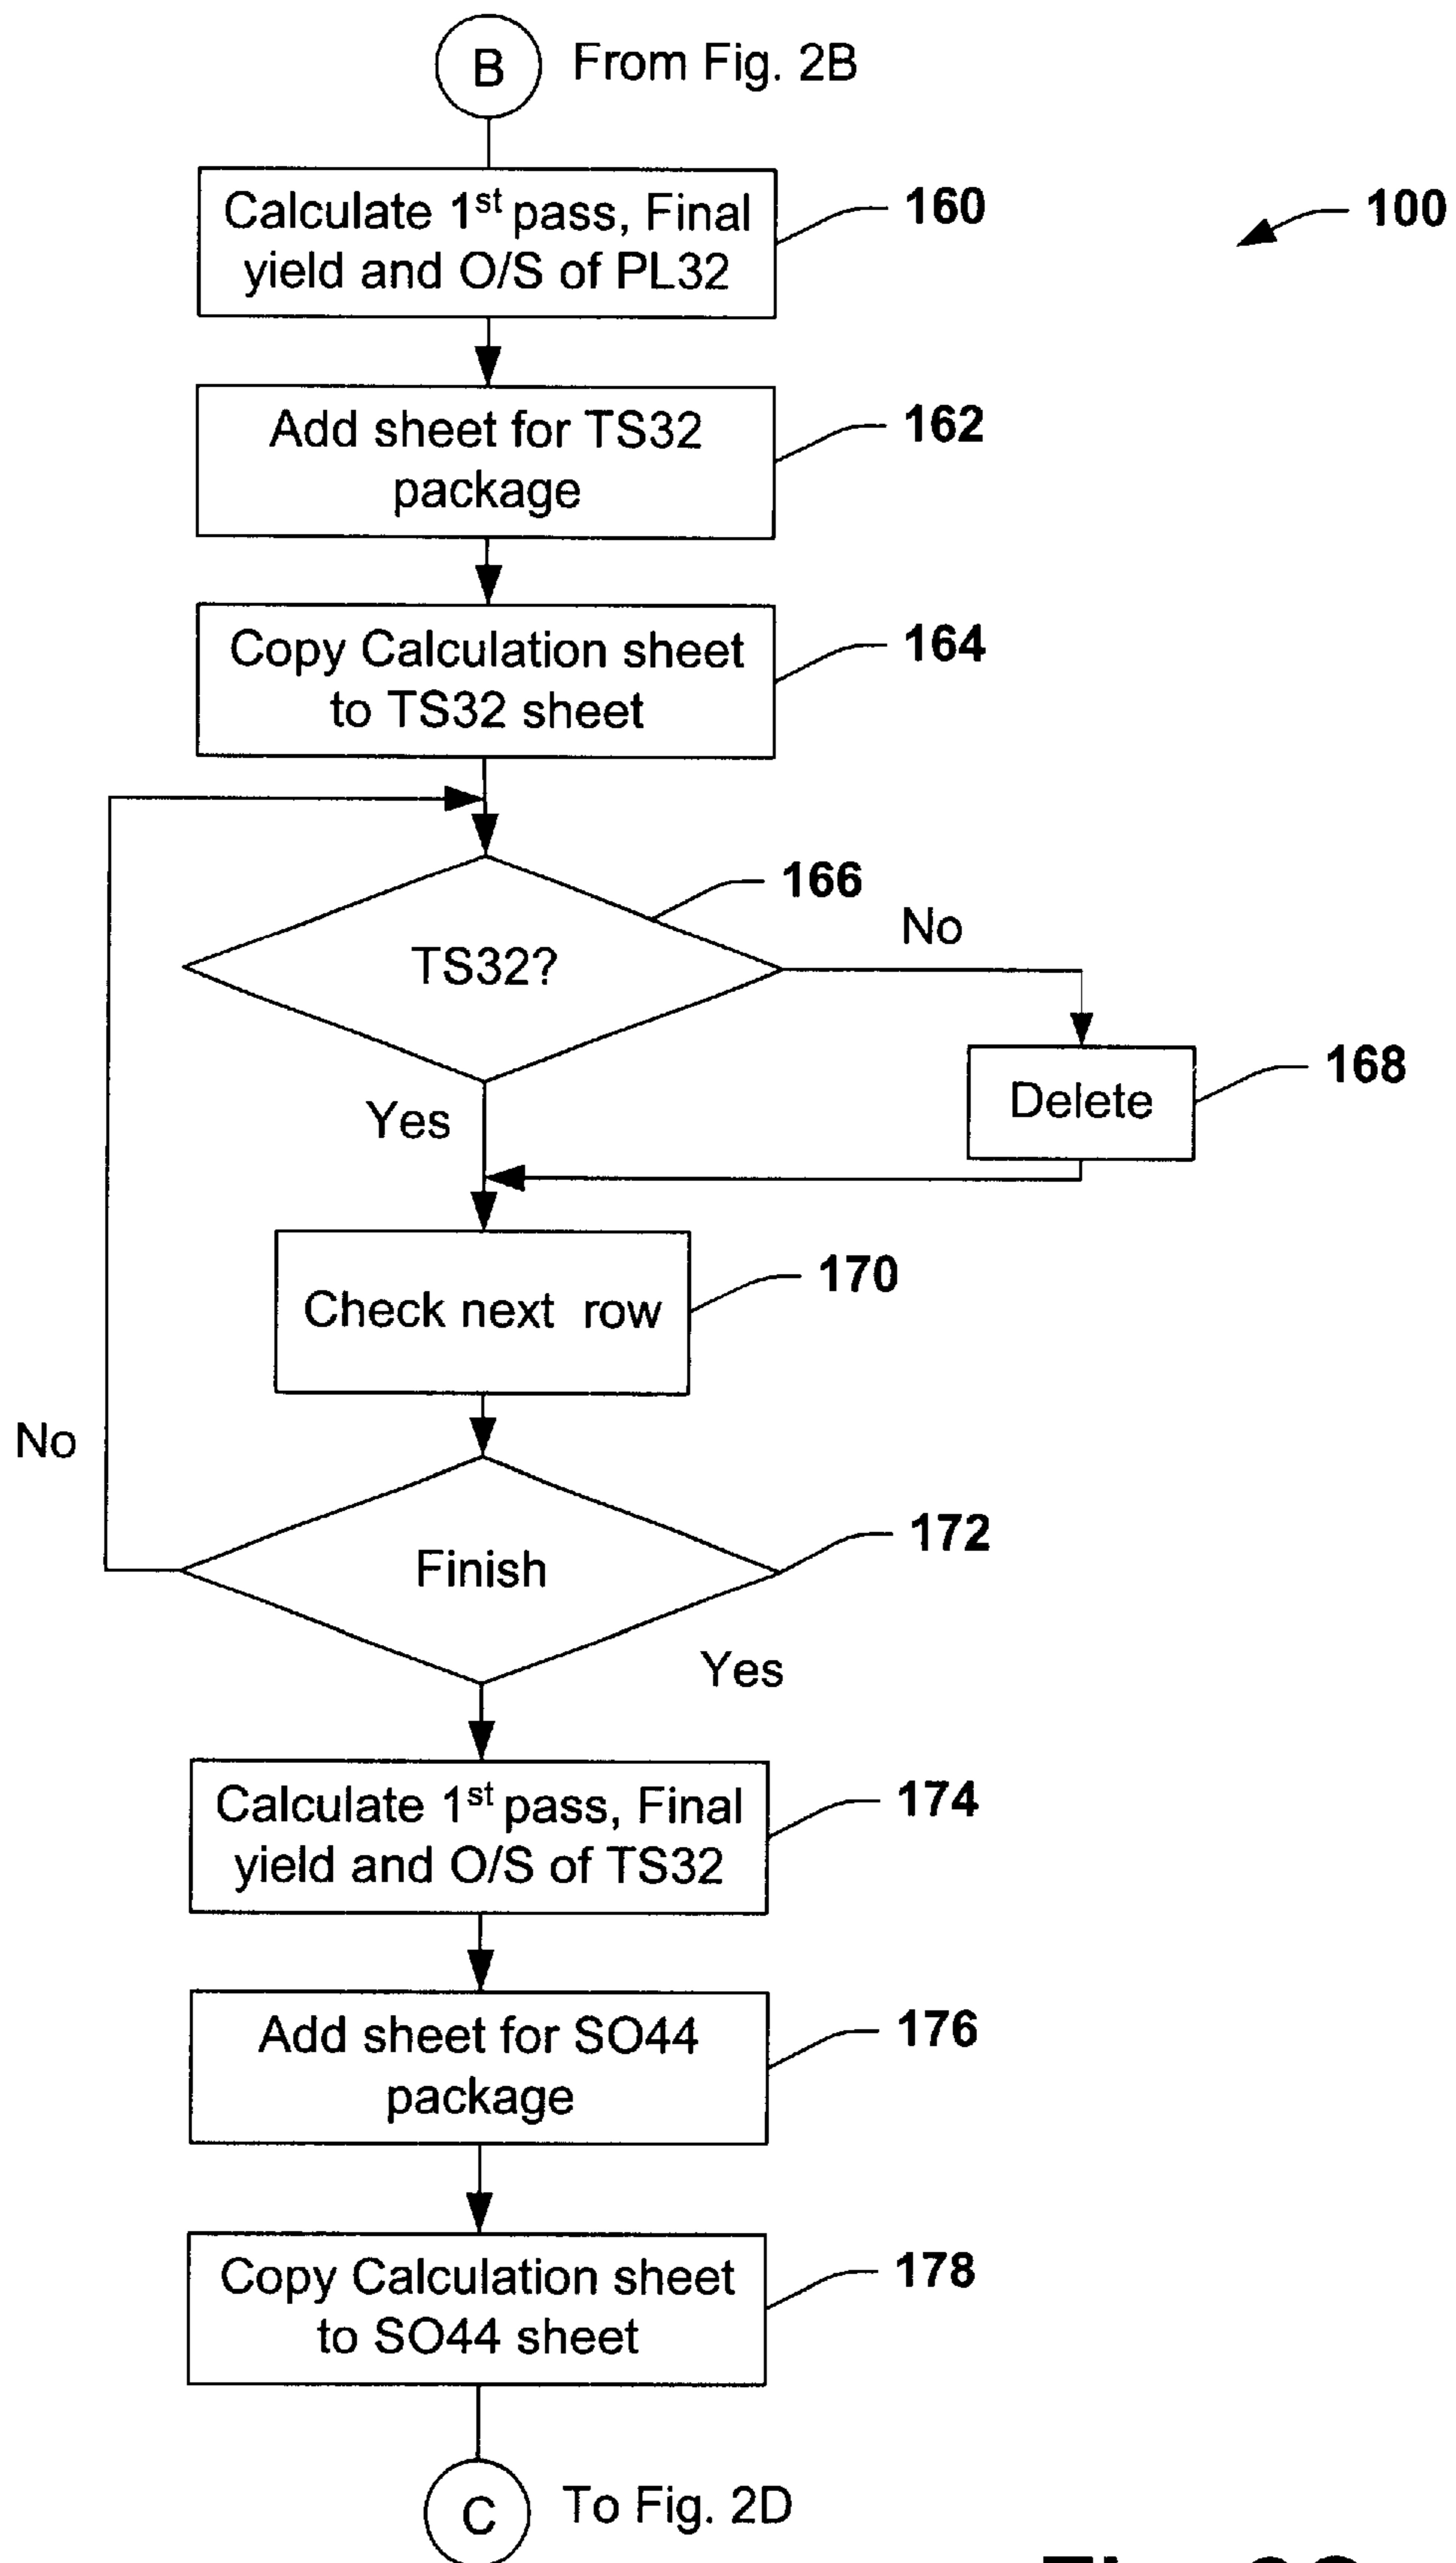 B From Fig. 2B
Calculate 1st pass, Final
yield and O/S of PL32
160
100
Add sheet for TS32
package
162
Copy Calculation sheet
to TS32 sheet
164
166
TS32?
No
Yes
Delete
168
Check next row
170
No
Finish
172
Yes
Calculate 1st pass, Final
yield and O/S of TS32
174
Add sheet for SO44
package
176
Copy Calculation sheet
to SO44 sheet
178
C To Fig. 2D